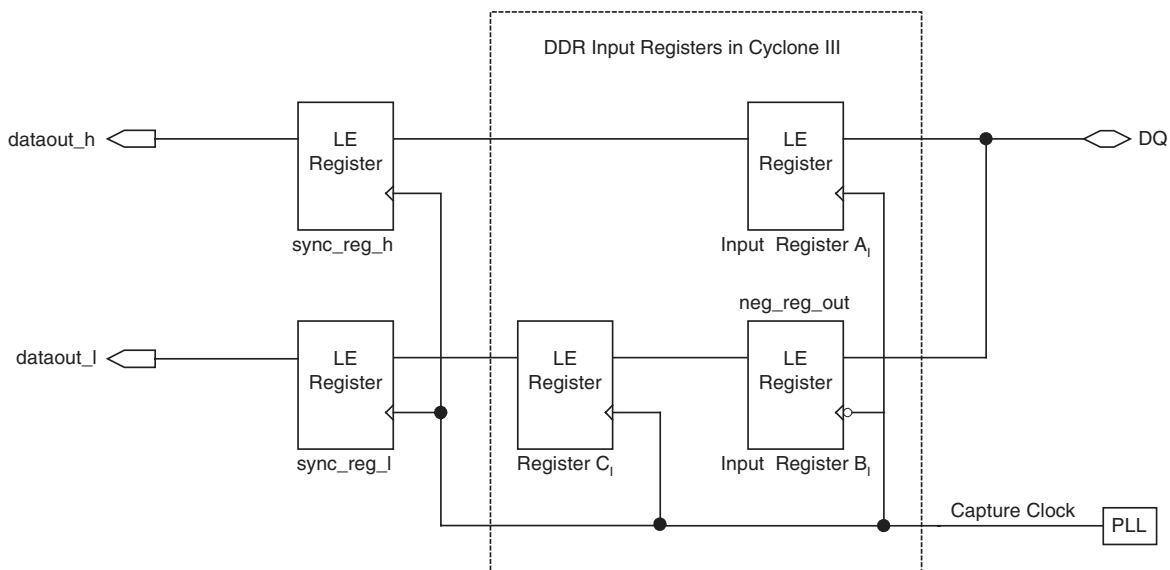 DDR Input Registers in Cyclone III
dataout_h
LE
Register
LE
Register
DQ
sync_reg_h
Input Register A_I
neg_reg_out
dataout_l
LE
Register
LE
Register
LE
Register
sync_reg_l
Register C_I
Input Register B_I
Capture Clock
PLL